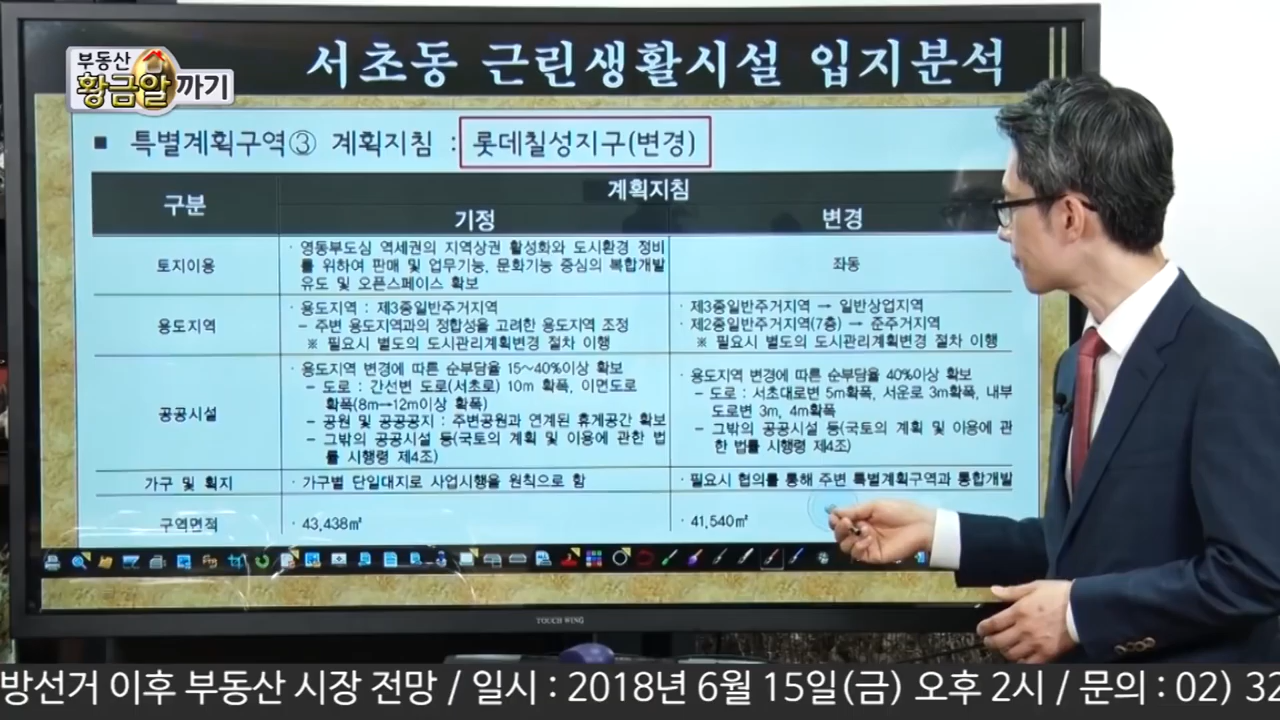 부동산
황금알까기
서초동 근린생활시설 입지분석
■ 특별계획구역③ 계획지침 : 롯데칠성지구(변경)
구분
계획지침
기정
변경
토지이용
· 영동부도심 역세권의 지역상권 활성화와 도시환경 정비
를 위하여 판매 및 업무기능, 문화기능 중심의 복합개발
유도 및 오픈스페이스 확보
좌동
용도지역
· 용도지역 : 제3종일반주거지역
- 주변 용도지역과의 정합성을 고려한 용도지역 조정
※ 필요시 별도의 도시관리계획변경 절차 이행
· 제3종일반주거지역 → 일반상업지역
· 제2종일반주거지역(7층) → 준주거지역
※ 필요시 별도의 도시관리계획변경 절차 이행
공공시설
· 용도지역 변경에 따른 순부담율 15~40%이상 확보
- 도로 : 간선변 도로(서초로) 10m 확폭, 이면도로
확폭(8m→12m이상 확폭)
- 공원 및 공공공지 : 주변공원과 연계된 휴게공간 확보
- 그밖의 공공시설 등(국토의 계획 및 이용에 관한 법
률 시행령 제4조)
· 용도지역 변경에 따른 순부담율 40%이상 확보
- 도로 : 서초대로변 5m확폭, 서운로 3m확폭, 내부
도로변 3m, 4m확폭
- 그밖의 공공시설 등(국토의 계획 및 이용에 관
한 법률 시행령 제4조)
가구 및 획지
· 가구별 단일대지로 사업시행을 원칙으로 함
· 필요시 협의를 통해 주변 특별계획구역과 통합개발
구역면적
· 43,438㎡
· 41,540㎡
TOUCH WING
방선거 이후 부동산 시장 전망 / 일시 : 2018년 6월 15일(금) 오후 2시 / 문의 : 02) 32